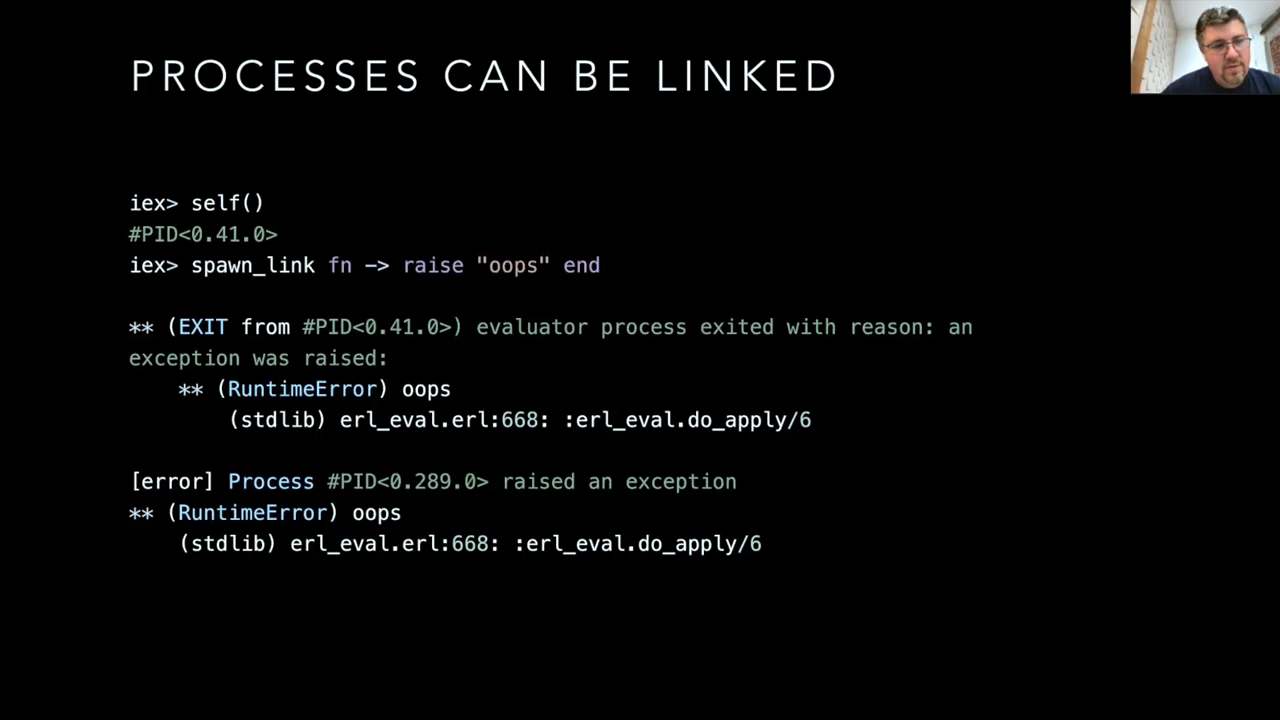 PROCESSES CAN BE LINKED
iex> self()
#PID<0.41.0>
iex> spawn_link fn -> raise "oops" end
** (EXIT from #PID<0.41.0>) evaluator process exited with reason: an
exception was raised:
** (RuntimeError) oops
(stdlib) erl_eval.erl:668: :erl_eval.do_apply/6
[error] Process #PID<0.289.0> raised an exception
** (RuntimeError) oops
(stdlib) erl_eval.erl:668: :erl_eval.do_apply/6